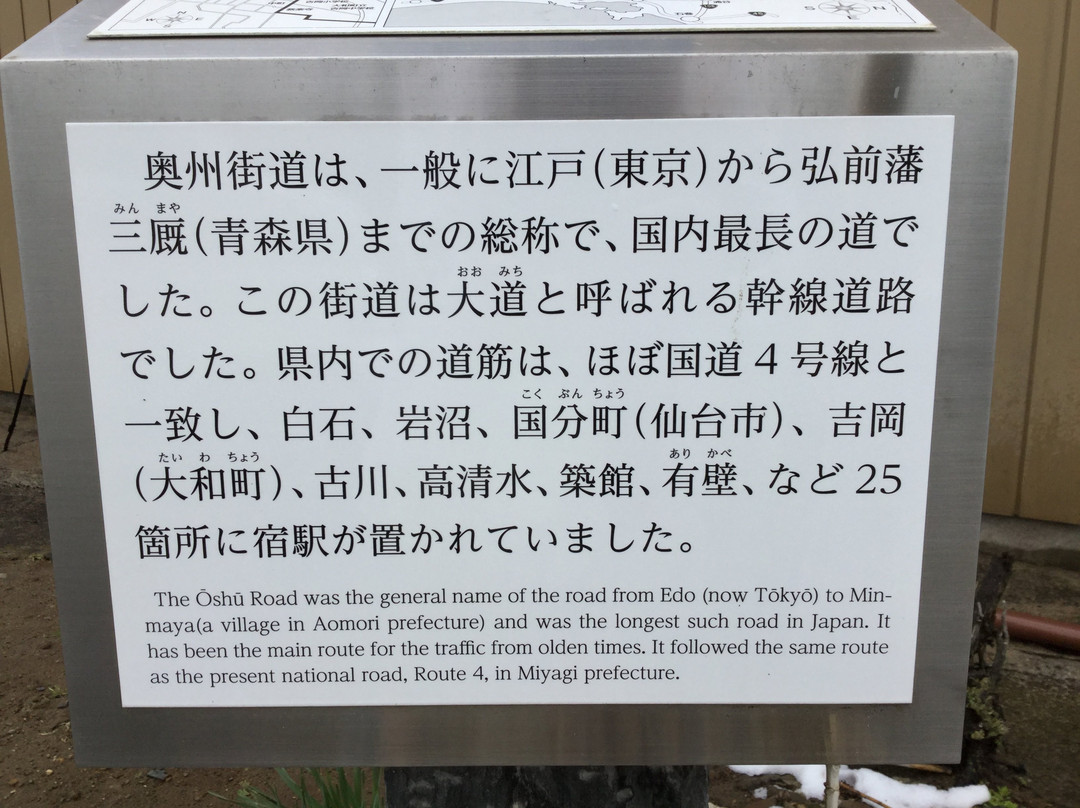 奥州街道は、一般に江戸(東京)から弘前藩
みん まや
三厩(青森県)までの総称で、国内最長の道で
おお みち
した。この街道は大道と呼ばれる幹線道路
でした。県内での道筋は、ほぼ国道4号線と
こく ぶん ちょう
一致し、白石、岩沼、国分町(仙台市)、吉岡
たい わ ちょう あり かべ
(大和町)、古川、高清水、築館、有壁、など25
箇所に宿駅が置かれていました。
The Ōshū Road was the general name of the road from Edo (now Tōkyō) to Min-
maya(a village in Aomori prefecture) and was the longest such road in Japan. It
has been the main route for the traffic from olden times. It followed the same route
as the present national road, Route 4, in Miyagi prefecture.